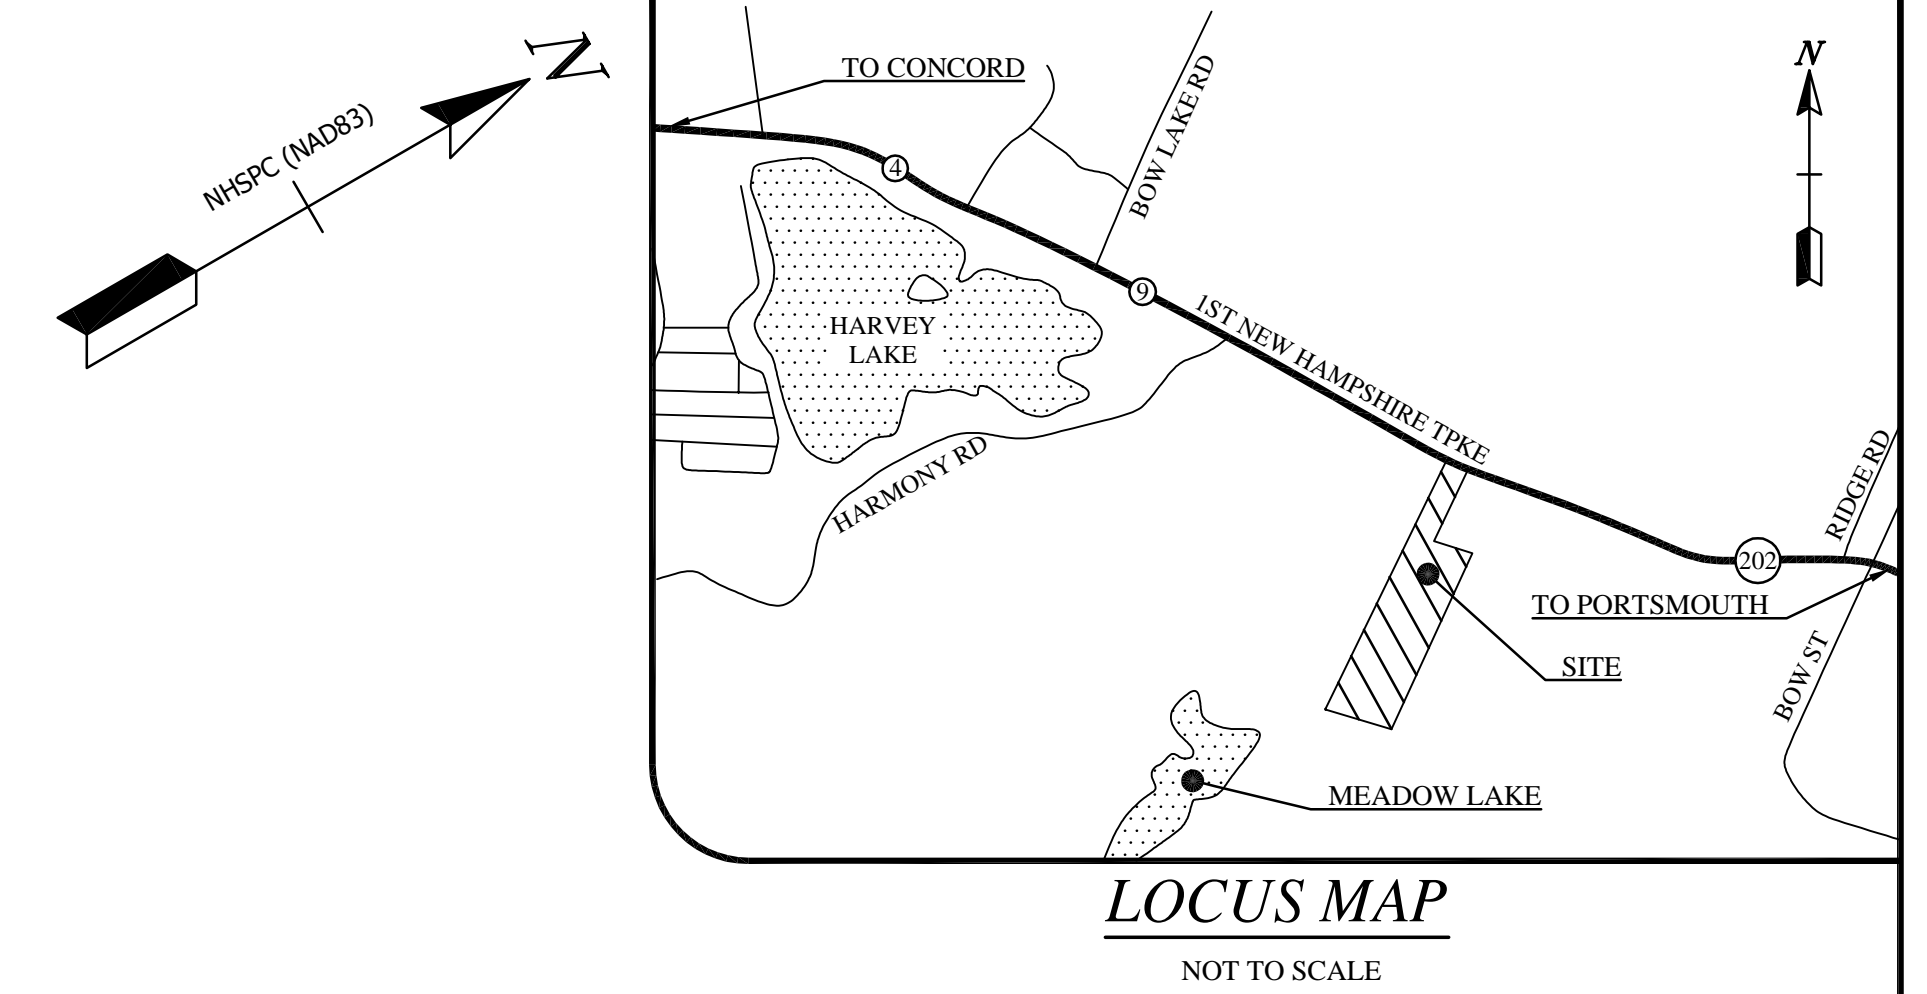 N
NHSPC (NAD83)
TO CONCORD
BOW LAKE RD
N
4
9
1ST NEW HAMPSHIRE TPKE
HARVEY
LAKE
HARMONY RD
RIDGE RD
202
TO PORTSMOUTH
SITE
BOW ST
MEADOW LAKE
LOCUS MAP
NOT TO SCALE